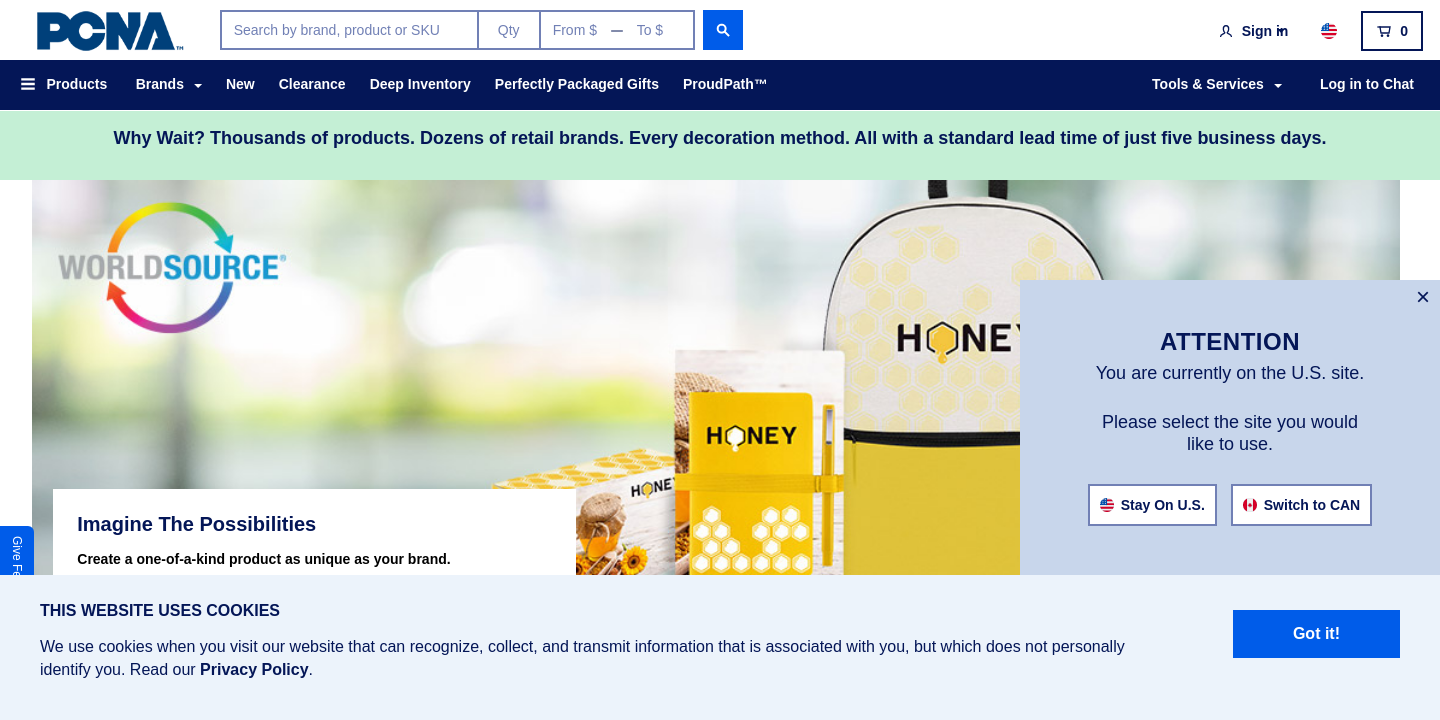 PCNA™
Search by brand, product or SKU
Qty
From $ — To $
Sign in
0
Products
Brands
New
Clearance
Deep Inventory
Perfectly Packaged Gifts
ProudPath™
Tools & Services
Log in to Chat
Why Wait? Thousands of products. Dozens of retail brands. Every decoration method. All with a standard lead time of just five business days.
WORLDSOURCE®
HONEY
HONEY
HONEY
×
ATTENTION
You are currently on the U.S. site.
Please select the site you would
like to use.
Stay On U.S.
Switch to CAN
Imagine The Possibilities
Create a one-of-a-kind product as unique as your brand.
Give Fe
THIS WEBSITE USES COOKIES
We use cookies when you visit our website that can recognize, collect, and transmit information that is associated with you, but which does not personally
identify you. Read our Privacy Policy.
Got it!